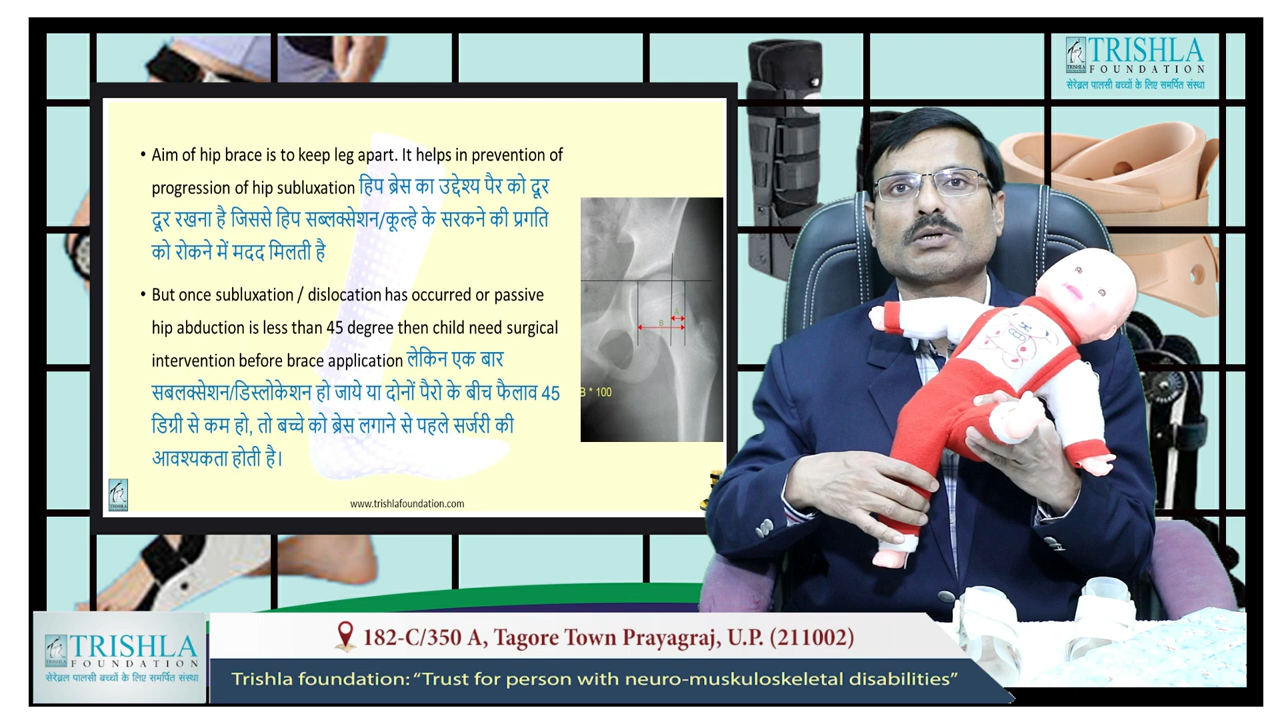 TRISHLA
FOUNDATION
सेरेब्रल पालसी बच्चों के लिए समर्पित संस्था
• Aim of hip brace is to keep leg apart. It helps in prevention of
progression of hip subluxation हिप ब्रेस का उद्देश्य पैर को दूर
दूर रखना है जिससे हिप सब्लक्सेशन/कूल्हे के सरकने की प्रगति
को रोकने में मदद मिलती है
• But once subluxation / dislocation has occurred or passive
hip abduction is less than 45 degree then child need surgical
intervention before brace application लेकिन एक बार
सबलक्सेशन/डिस्लोकेशन हो जाये या दोनों पैरो के बीच फैलाव 45
डिग्री से कम हो, तो बच्चे को ब्रेस लगाने से पहले सर्जरी की
आवश्यकता होती है।
A
B
B * 100
www.trishlafoundation.com
TRISHLA
FOUNDATION
सेरेब्रल पालसी बच्चों के लिए समर्पित संस्था
182-C/350 A, Tagore Town Prayagraj, U.P. (211002)
Trishla foundation: “Trust for person with neuro-muskuloskeletal disabilities”